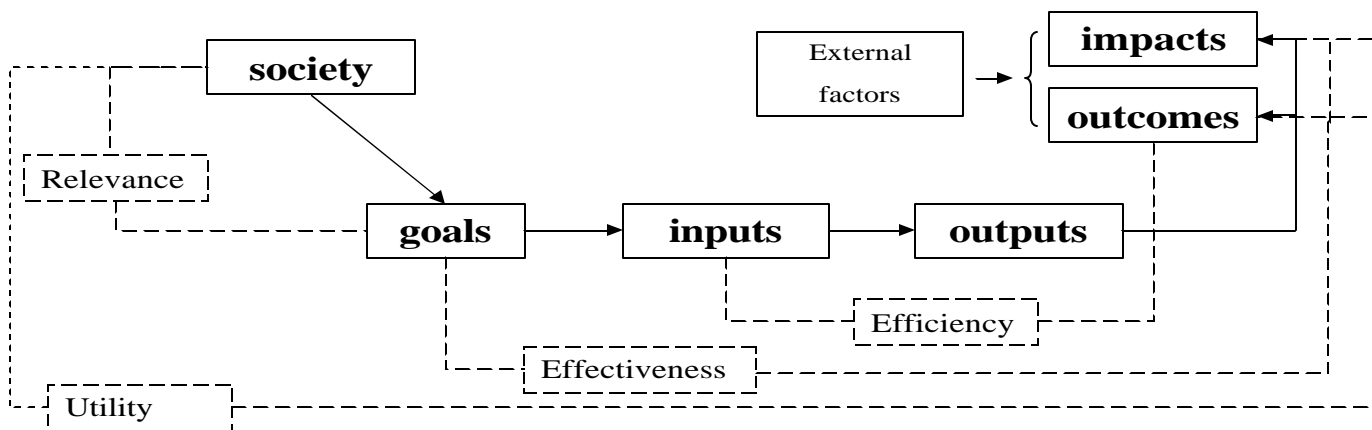 society
External
factors
impacts
outcomes
Relevance
goals
inputs
outputs
Efficiency
Effectiveness
Utility